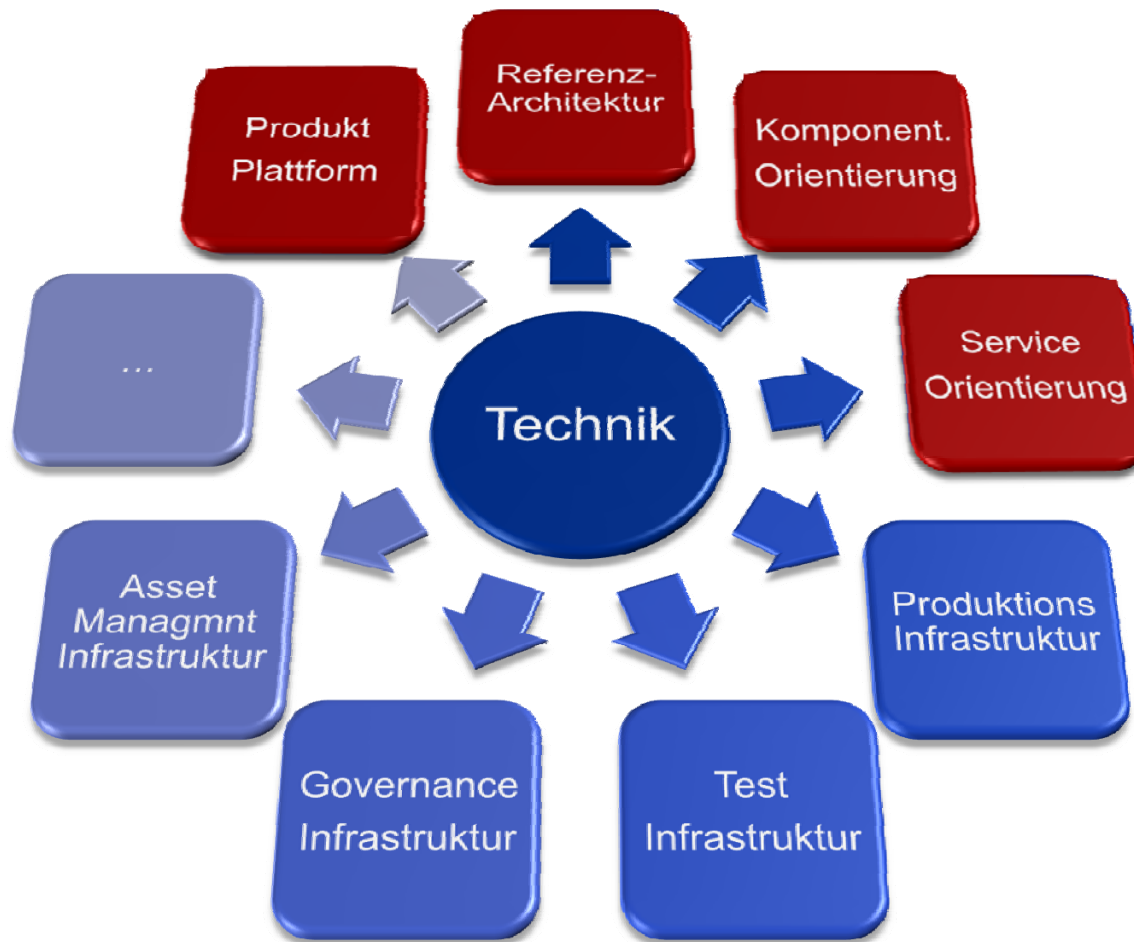 Referenz-
Architektur
Komponent.
Orientierung
Service
Orientierung
Produktions
Infrastruktur
Test
Infrastruktur
Governance
Infrastruktur
Asset
Managmnt
Infrastruktur
...
Produkt
Plattform
Technik